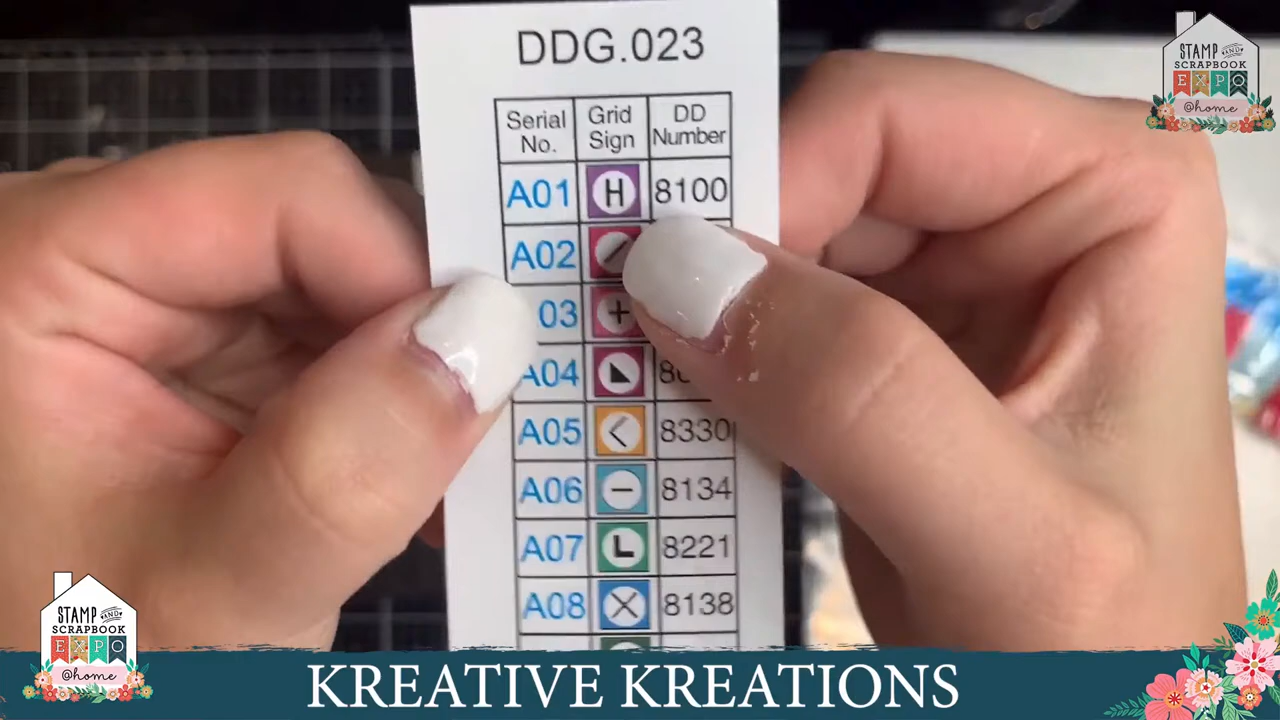 DDG.023
Serial No. Grid Sign DD Number
A01 H 8100
A02
03 +
A04
A05 8330
A06 − 8134
A07 L 8221
A08 X 8138
STAMP AND
SCRAPBOOK
EXPO
@home
STAMP AND
SCRAPBOOK
EXPO
@home
KREATIVE KREATIONS